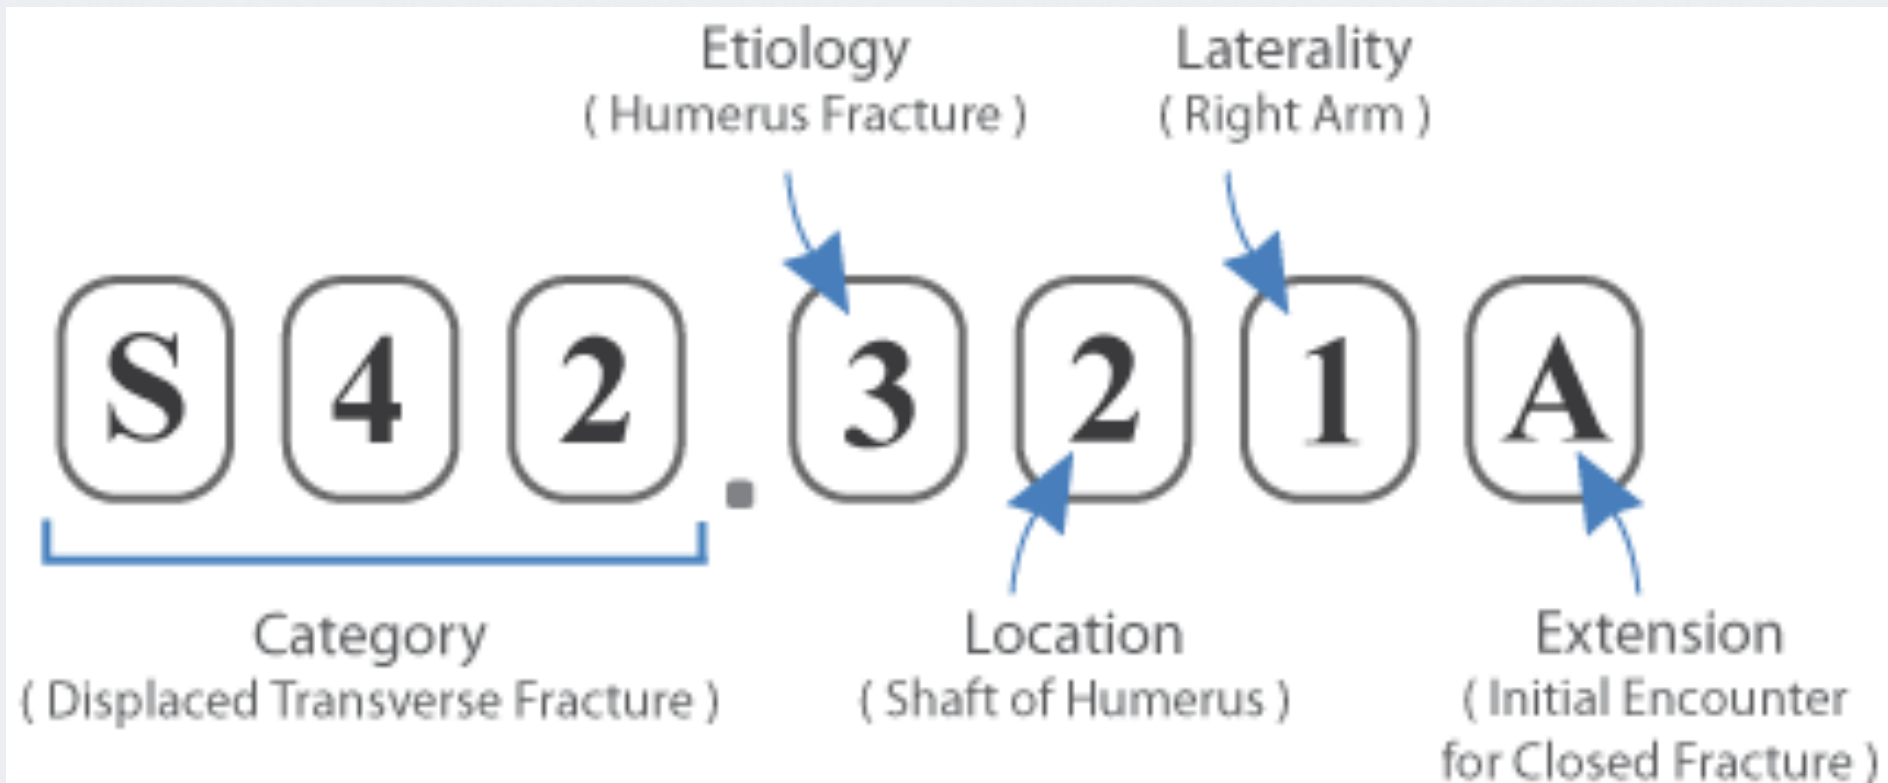 Etiology
( Humerus Fracture )
Laterality
( Right Arm )
S 4 2 . 3 2 1 A
Category
( Displaced Transverse Fracture )
Location
( Shaft of Humerus )
Extension
( Initial Encounter
for Closed Fracture )